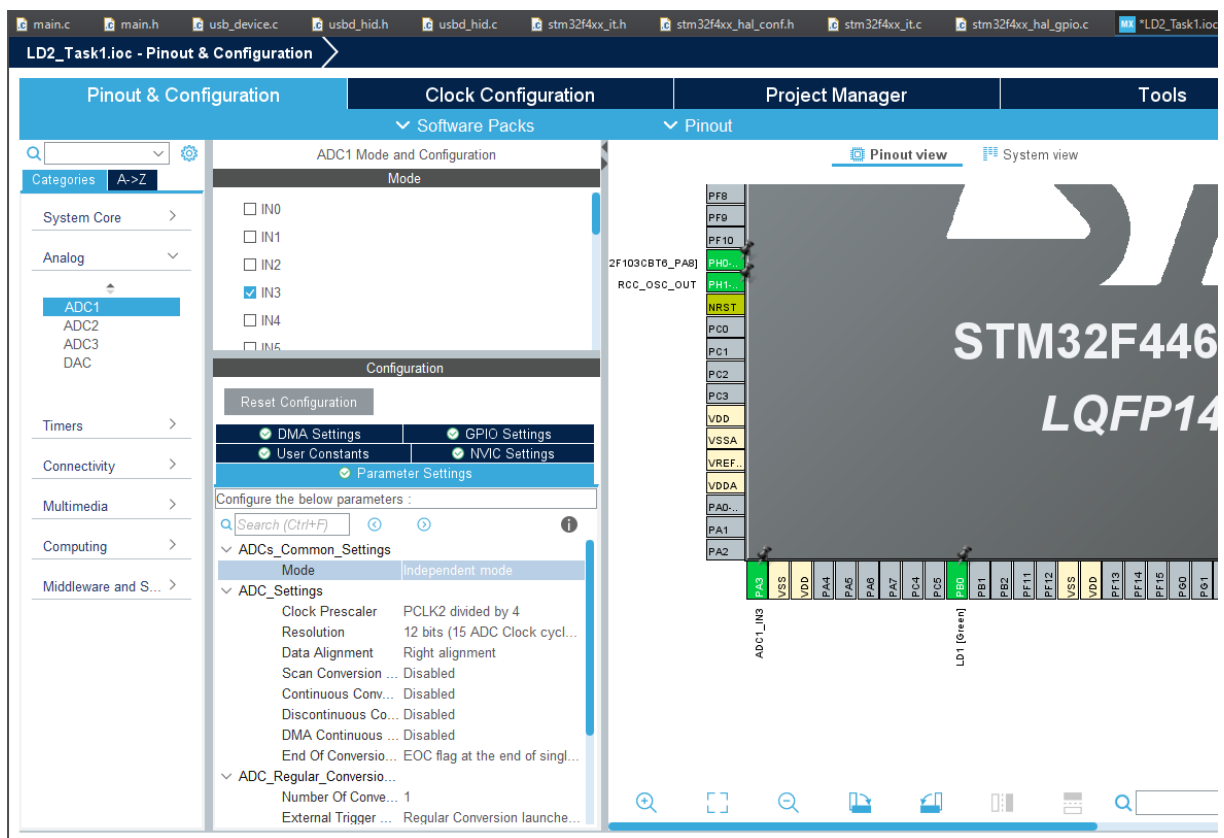 main.c main.h usb_device.c usbd_hid.h usbd_hid.c stm32f4xx_it.h stm32f4xx_hal_conf.h stm32f4xx_it.c stm32f4xx_hal_gpio.c MX *LD2_Task1.ioc
LD2_Task1.ioc - Pinout & Configuration
Pinout & Configuration Clock Configuration Project Manager Tools
Software Packs Pinout
Categories A->Z
System Core
Analog
ADC1
ADC2
ADC3
DAC
Timers
Connectivity
Multimedia
Computing
Middleware and S...
ADC1 Mode and Configuration
Mode
IN0
IN1
IN2
IN3
IN4
IN5
Configuration
Reset Configuration
DMA Settings GPIO Settings
User Constants NVIC Settings
Parameter Settings
Configure the below parameters :
Search (Ctrl+F)
ADCs_Common_Settings
Mode Independent mode
ADC_Settings
Clock Prescaler PCLK2 divided by 4
Resolution 12 bits (15 ADC Clock cycl...
Data Alignment Right alignment
Scan Conversion ... Disabled
Continuous Conv... Disabled
Discontinuous Co... Disabled
DMA Continuous ... Disabled
End Of Conversio... EOC flag at the end of singl...
ADC_Regular_Conversio...
Number Of Conve... 1
External Trigger ... Regular Conversion launche...
Pinout view System view
PF8
PF9
PF10
2F103CBT6_PA8] PH0-..
RCC_OSC_OUT PH1-..
NRST
PC0
PC1
PC2
PC3
VDD
VSSA
VREF..
VDDA
PA0-..
PA1
PA2
STM32F446
LQFP14
PA3 VSS VDD PA4 PA5 PA6 PA7 PC4 PC5 PB0 PB1 PB2 PF11 PF12 VSS VDD PF13 PF14 PF15 PG0 PG1
ADC1_IN3
LD1 [Green]